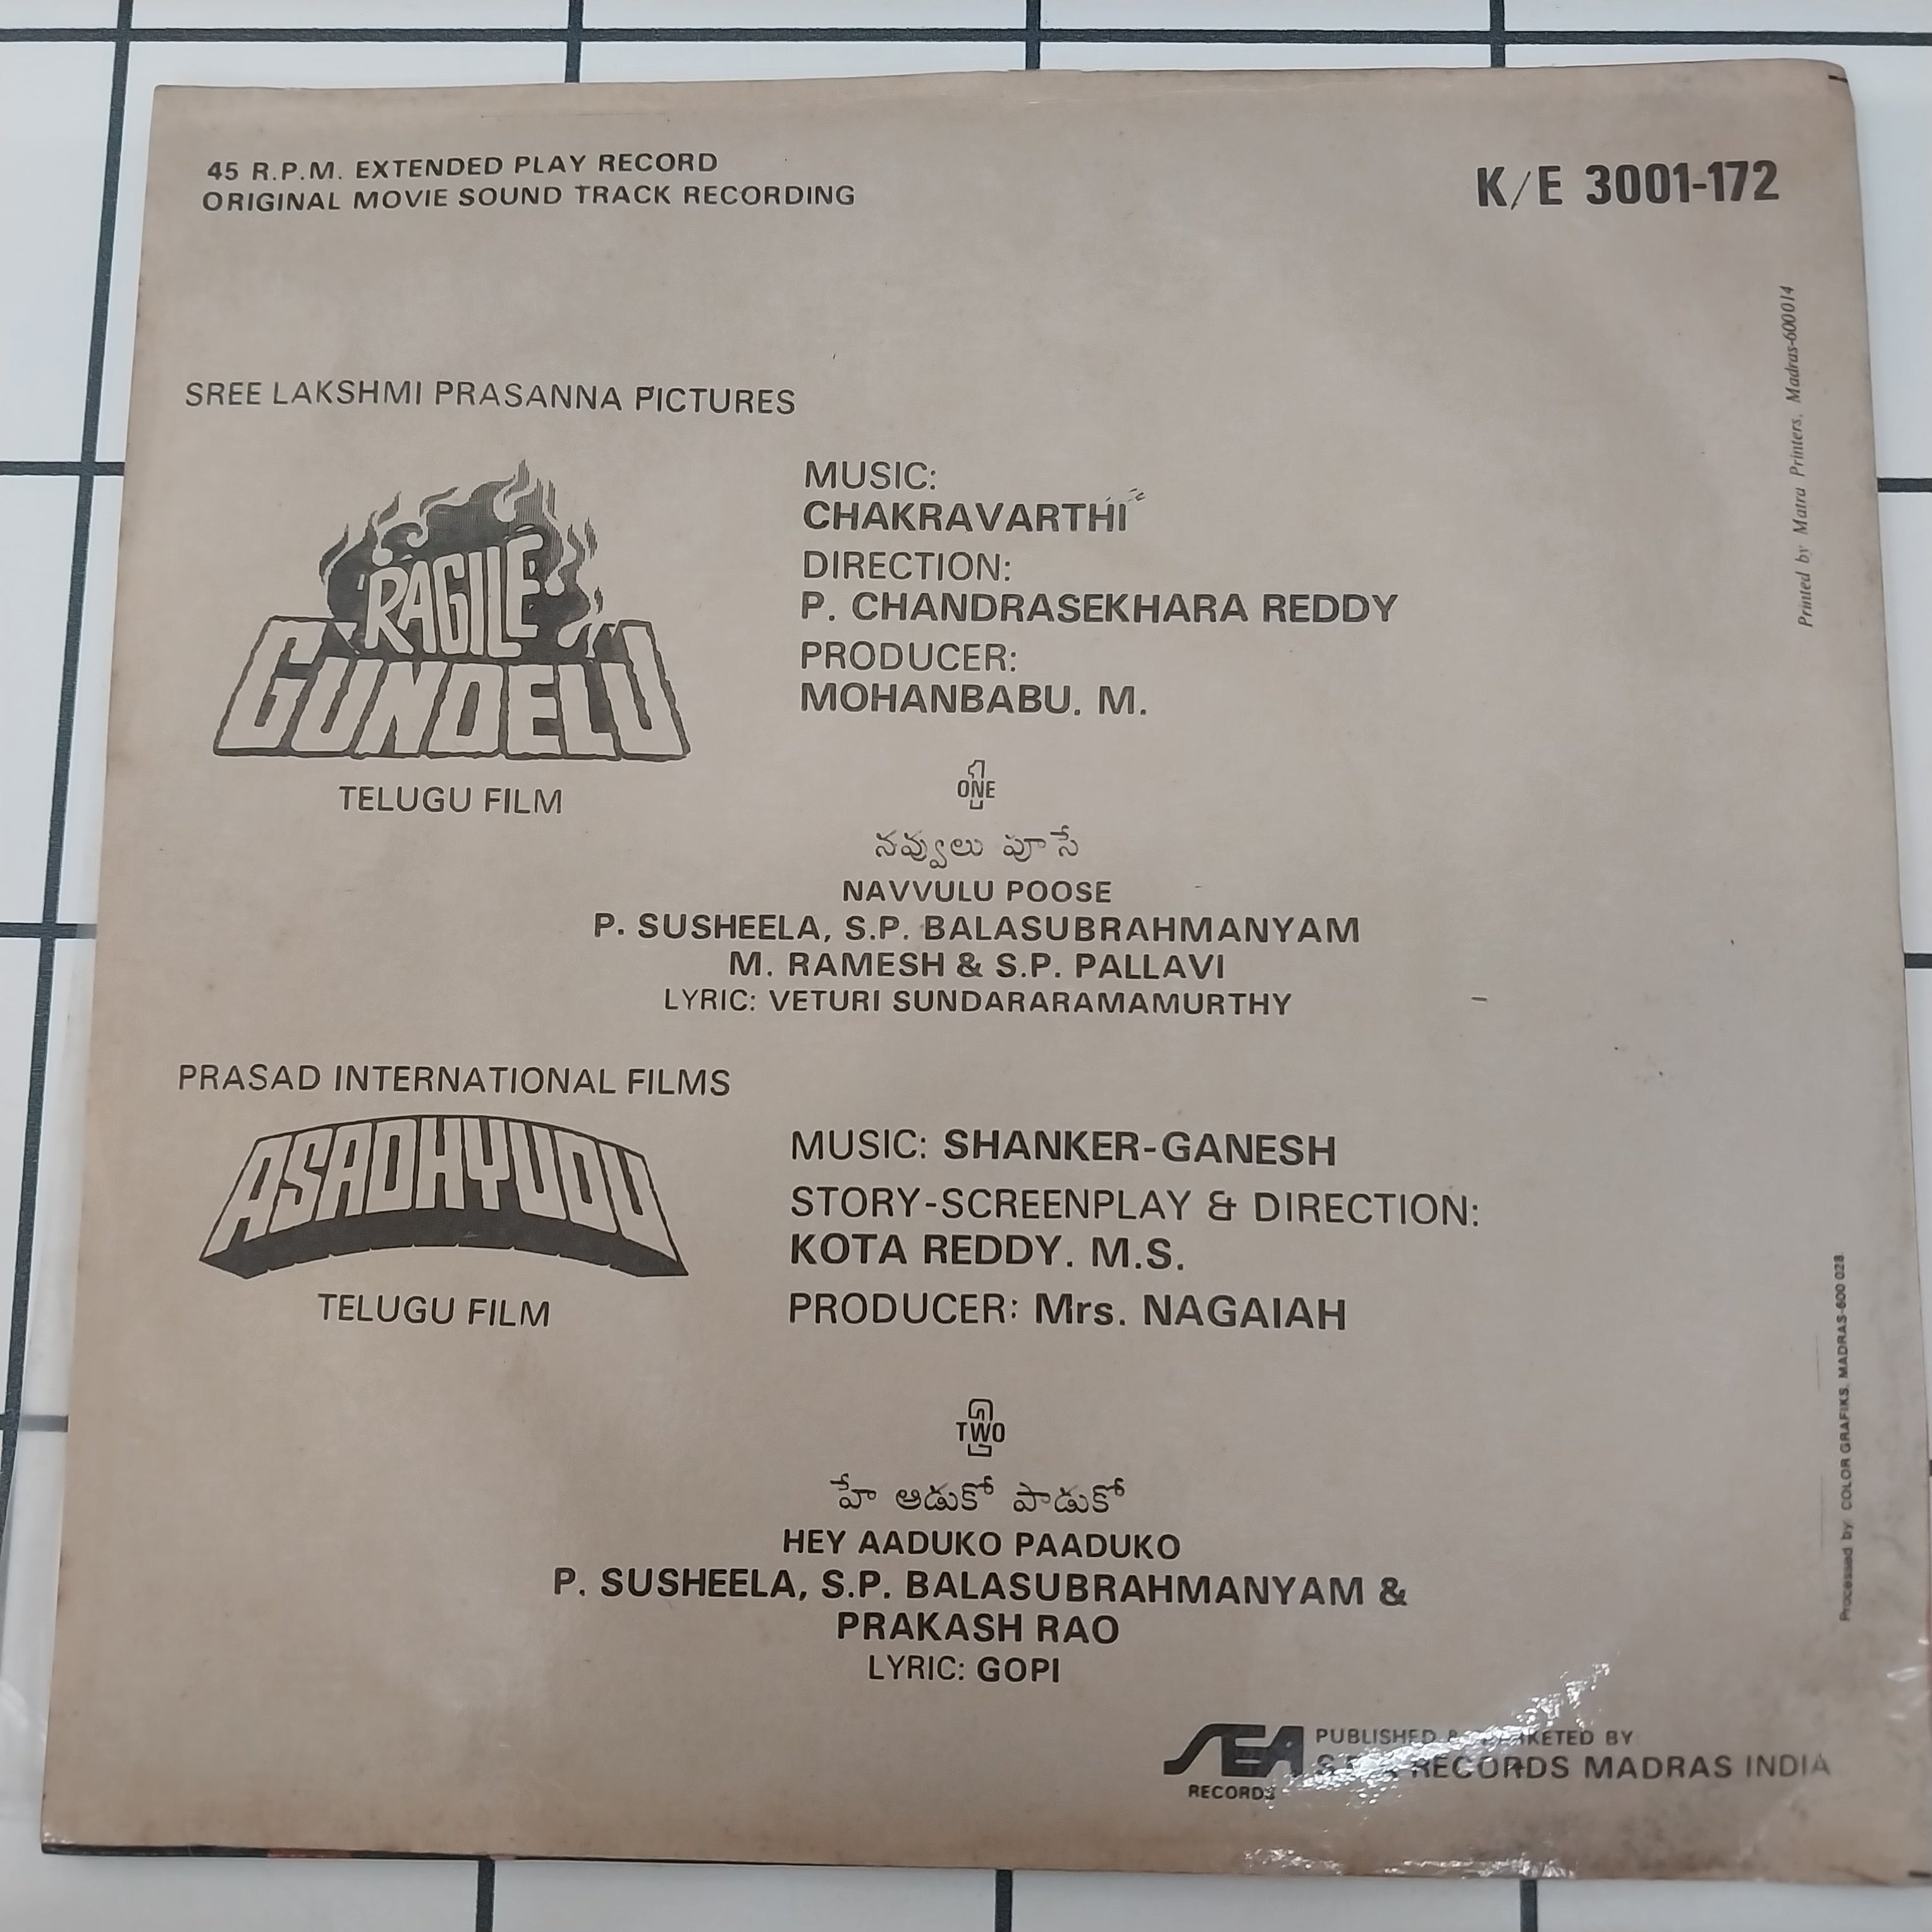 45 R.P.M. EXTENDED PLAY RECORD
ORIGINAL MOVIE SOUND TRACK RECORDING
K/E 3001-172
SREE LAKSHMI PRASANNA PICTURES
RAGILE
GUNDELU
TELUGU FILM
MUSIC:
CHAKRAVARTHI
DIRECTION:
P. CHANDRASEKHARA REDDY
PRODUCER:
MOHANBABU. M.
1
ONE
నవ్వులు పూసే
NAVVULU POOSE
P. SUSHEELA, S.P. BALASUBRAHMANYAM
M. RAMESH & S.P. PALLAVI
LYRIC: VETURI SUNDARARAMAMURTHY
PRASAD INTERNATIONAL FILMS
ASADHYUDU
TELUGU FILM
MUSIC: SHANKER-GANESH
STORY-SCREENPLAY & DIRECTION:
KOTA REDDY. M.S.
PRODUCER: Mrs. NAGAIAH
2
TWO
హే ఆడుకో పాడుకో
HEY AADUKO PAADUKO
P. SUSHEELA, S.P. BALASUBRAHMANYAM &
PRAKASH RAO
LYRIC: GOPI
SEA
RECORDS
PUBLISHED & MARKETED BY
RECORDS MADRAS INDIA
Printed by Matra Printers, Madras-600014
Processed by: COLOR GRAFIKS, MADRAS-600 028